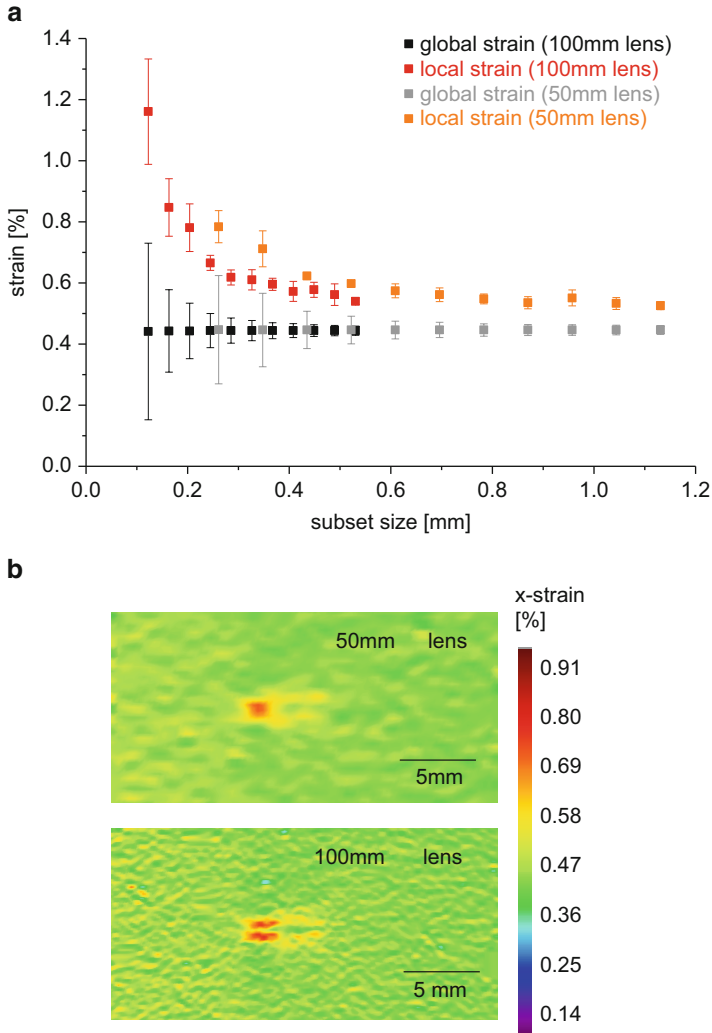 a
1.4
1.2
1.0
0.8
0.6
0.4
0.2
0.0
strain [%]
global strain (100mm lens)
local strain (100mm lens)
global strain (50mm lens)
local strain (50mm lens)
0.0 0.2 0.4 0.6 0.8 1.0 1.2
subset size [mm]
b
x-strain
[%]
50mm lens
5mm
100mm lens
5 mm
0.91
0.80
0.69
0.58
0.47
0.36
0.25
0.14